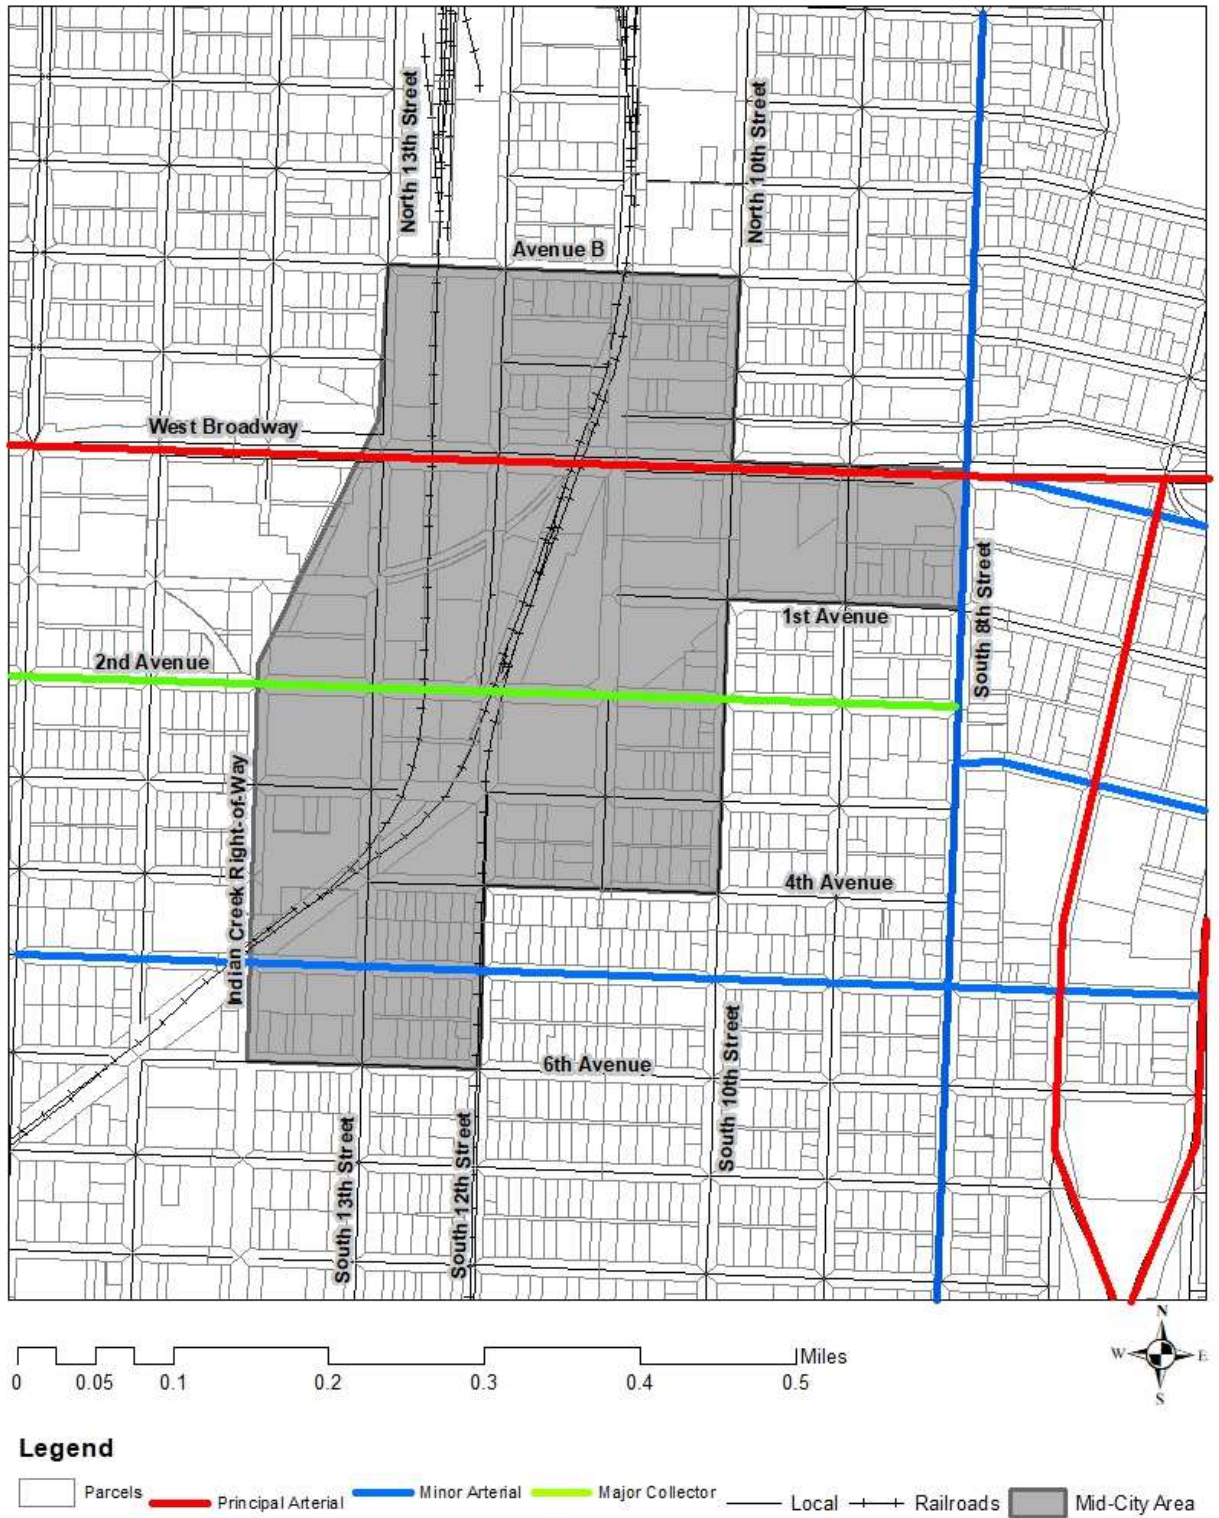 North 13th Street
North 10th Street
Avenue B
West Broadway
South 8th Street
1st Avenue
2nd Avenue
Indian Creek Right-of-Way
4th Avenue
South 10th Street
6th Avenue
South 13th Street
South 12th Street
N
W E
S
Miles
0 0.05 0.1 0.2 0.3 0.4 0.5
Legend
Parcels Principal Arterial Minor Arterial Major Collector Local Railroads Mid-City Area